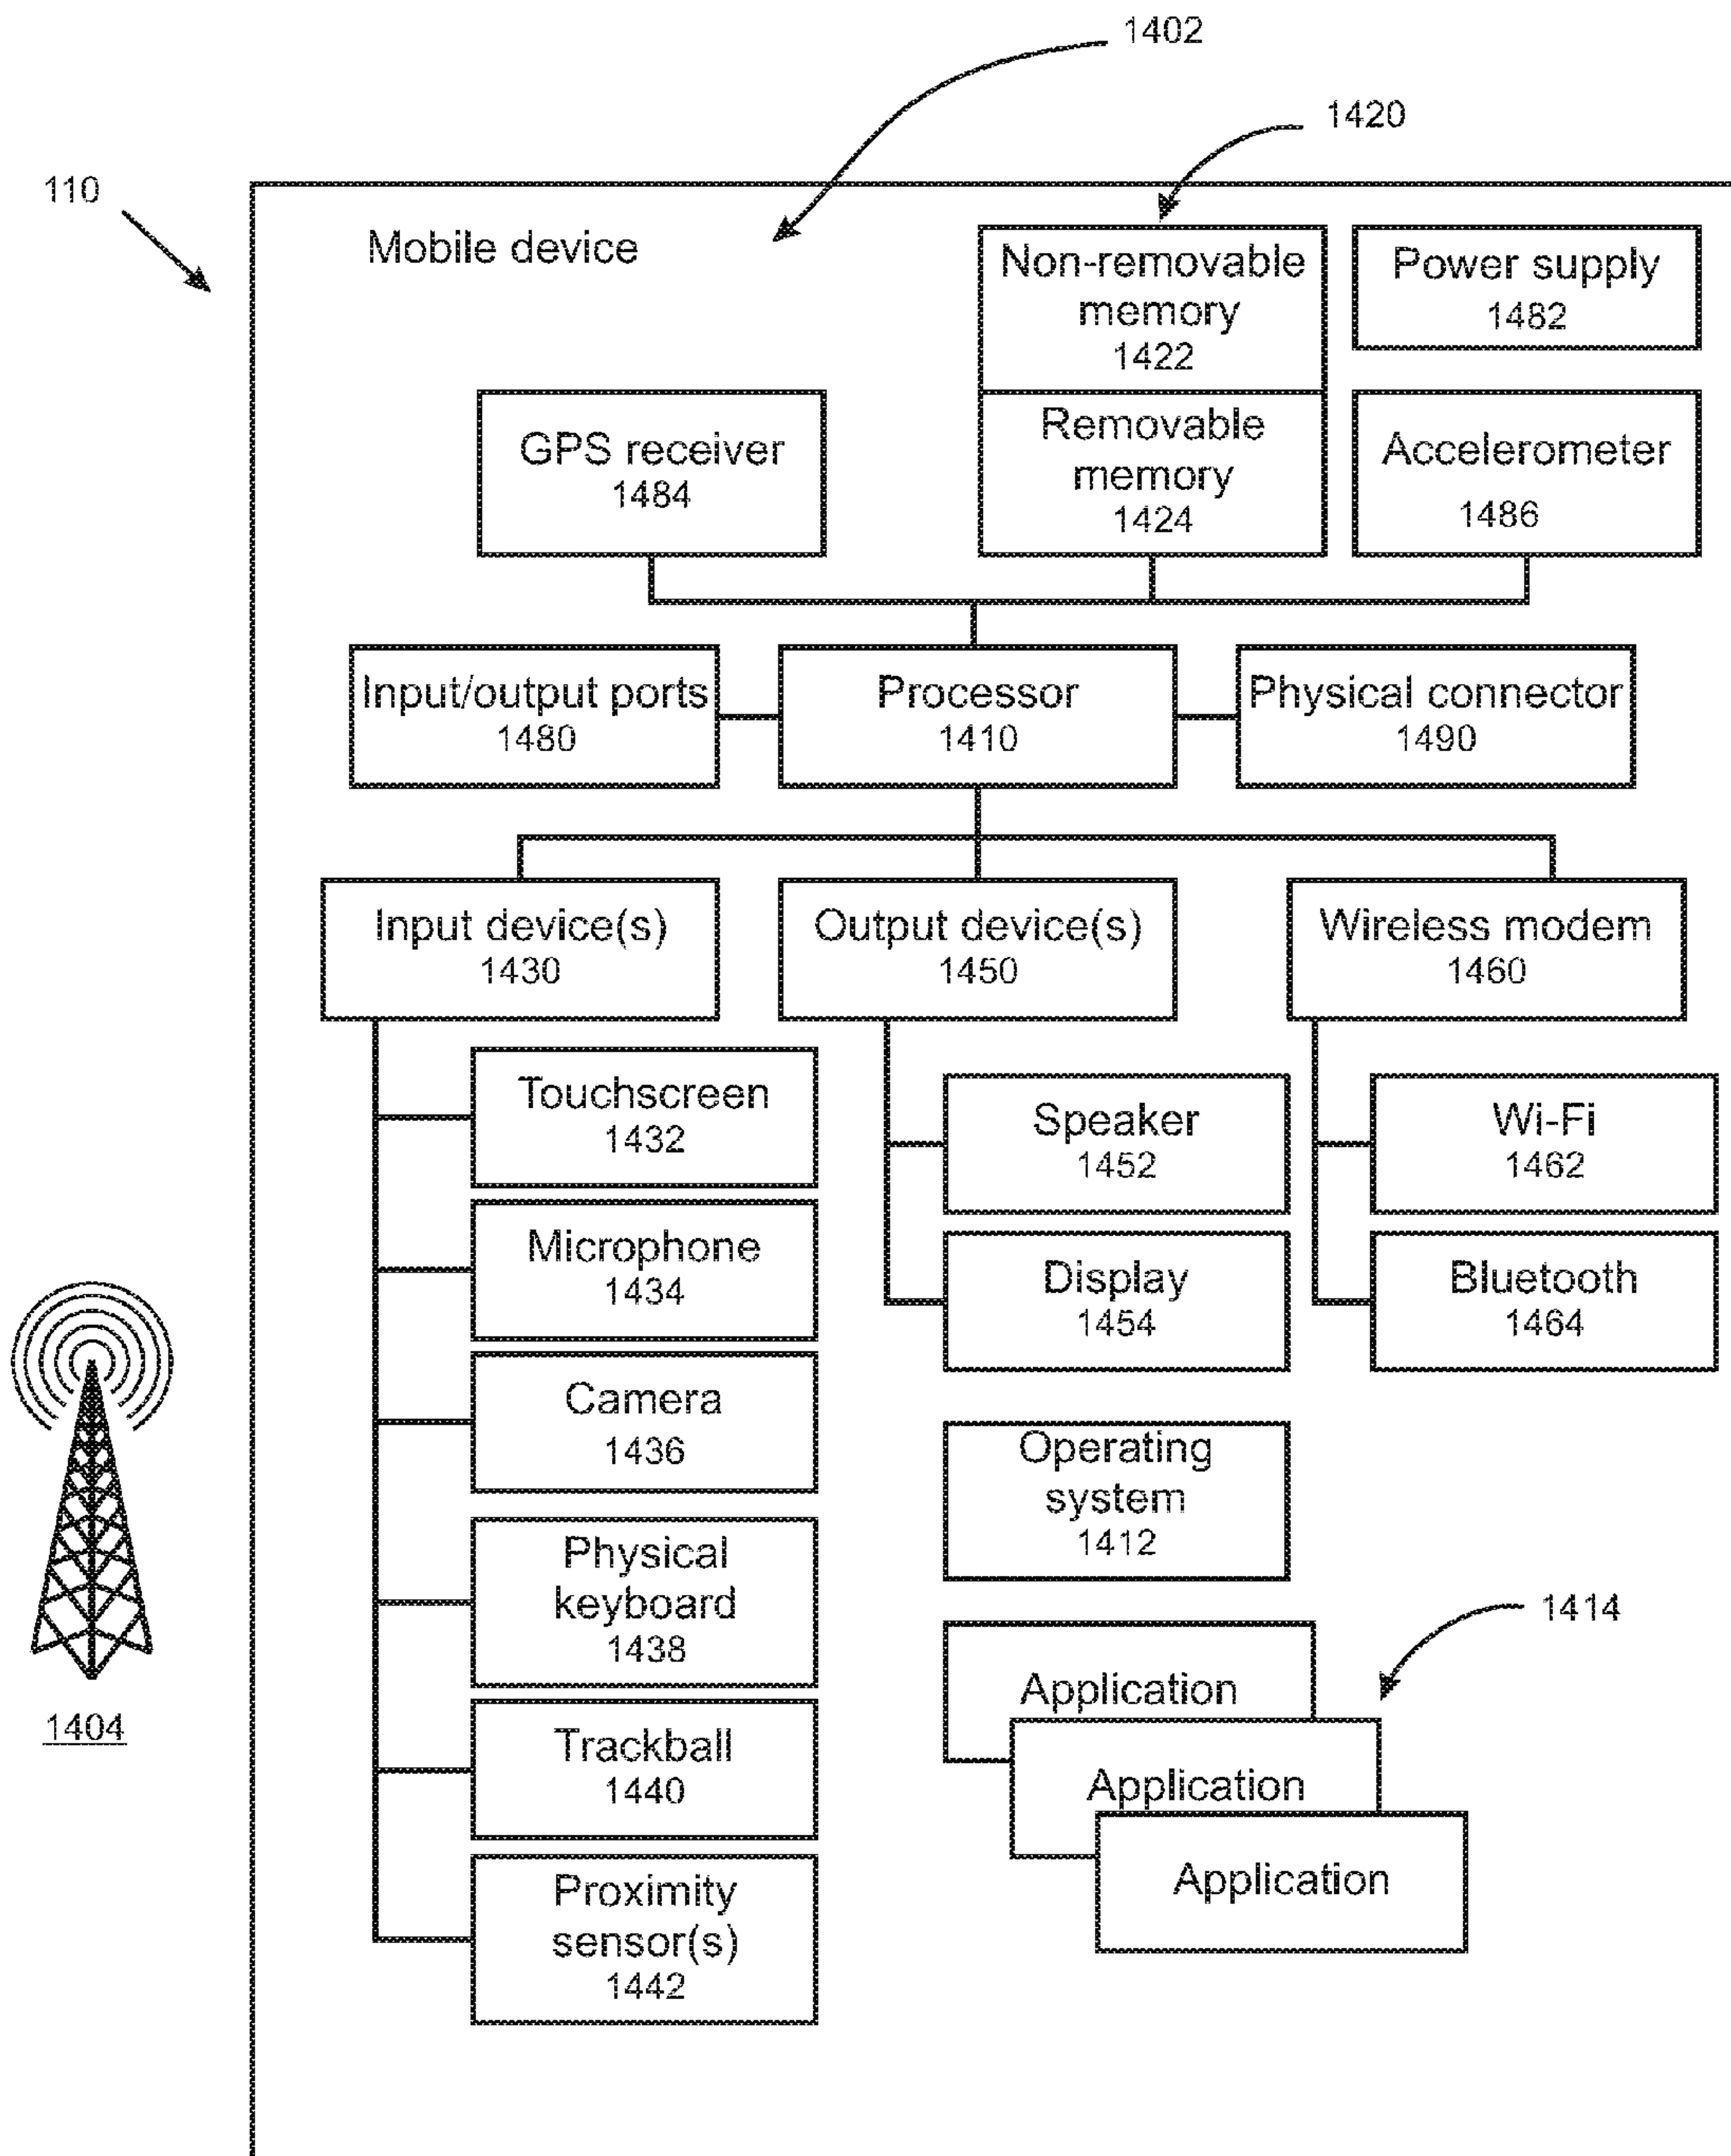 1402
1420
110
Mobile device
Non-removable
memory
1422
Power supply
1482
GPS receiver
1484
Removable
memory
1424
Accelerometer
1486
Input/output ports
1480
Processor
1410
Physical connector
1490
Input device(s)
1430
Output device(s)
1450
Wireless modem
1460
Touchscreen
1432
Speaker
1452
Wi-Fi
1462
Microphone
1434
Display
1454
Bluetooth
1464
Camera
1436
Operating
system
1412
Physical
keyboard
1438
1414
1404
Trackball
1440
Application
Application
Application
Proximity
sensor(s)
1442